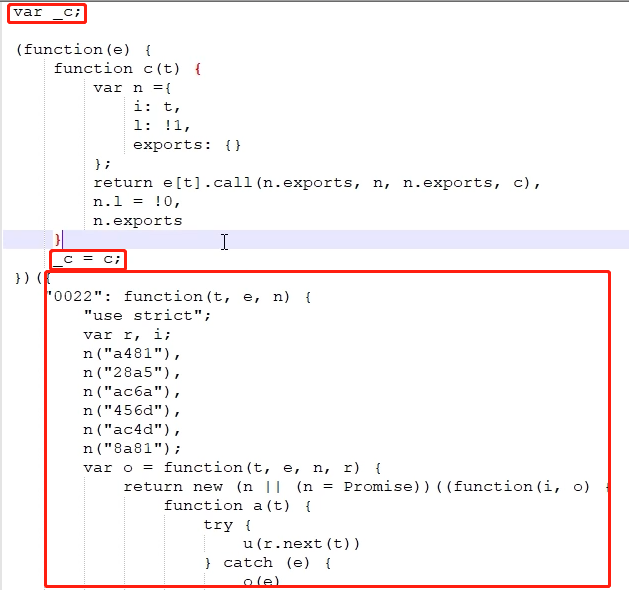 var _c;
(function(e) {
function c(t) {
var n ={
i: t,
l: !1,
exports: {}
};
return e[t].call(n.exports, n, n.exports, c),
n.l = !0,
n.exports
}
_c = c;
})({
"0022": function(t, e, n) {
"use strict";
var r, i;
n("a481"),
n("28a5"),
n("ac6a"),
n("456d"),
n("ac4d"),
n("8a81");
var o = function(t, e, n, r) {
return new (n || (n = Promise))((function(i, o) {
function a(t) {
try {
u(r.next(t))
} catch (e) {
o(e)